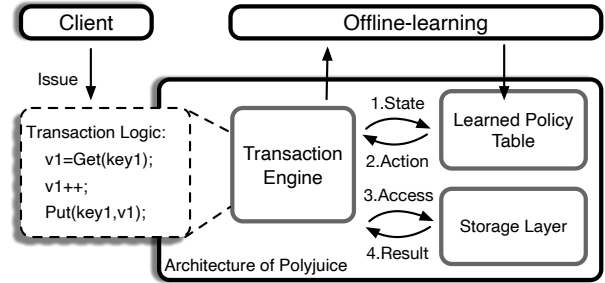 Client
Offline-learning
Issue
Transaction Logic:
v1=Get(key1);
v1++;
Put(key1,v1);
Transaction
Engine
1.State
2.Action
Learned Policy
Table
3.Access
4.Result
Storage Layer
Architecture of Polyjuice